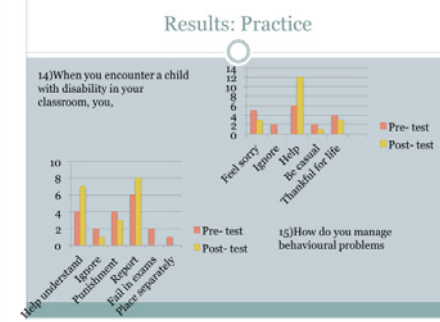 Results: Practice
14)When you encounter a child
with disability in your
classroom, you,
14
12
10
8
6
4
2
0
Feel sorry
Ignore
Help
Be casual
Thankful for life
Pre- test
Post- test
10
8
6
4
2
0
Help understand
Ignore
Punishment
Report
Fail in exams
Place separately
Pre- test
Post- test
15)How do you manage
behavioural problems